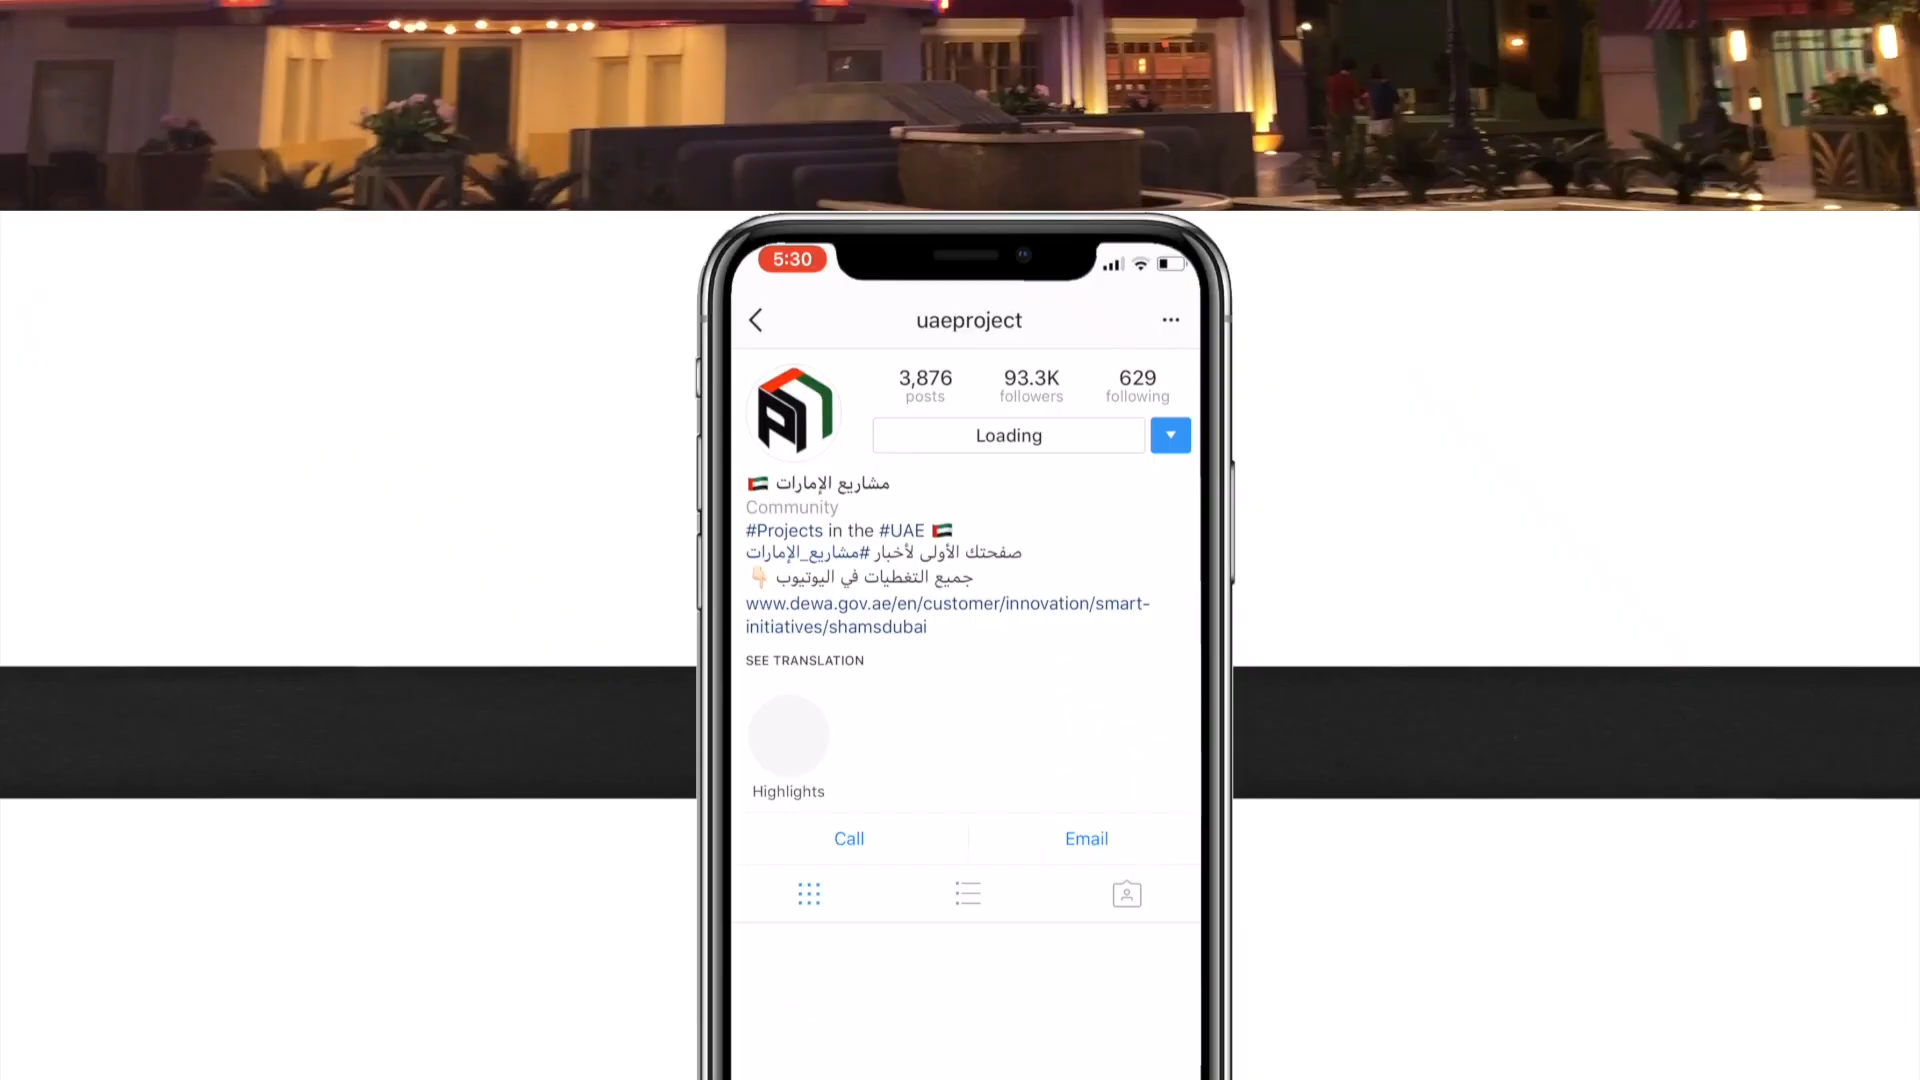 5:30
uaeproject
3,876 93.3K 629
posts followers following
Loading
مشاريع الإمارات 🇦🇪
Community
#Projects in the #UAE 🇦🇪
صفحتك الأولى لأخبار #مشاريع_الإمارات
جميع التغطيات في اليوتيوب 👇🏻
www.dewa.gov.ae/en/customer/innovation/smart-
initiatives/shamsdubai
SEE TRANSLATION
Highlights
Call Email